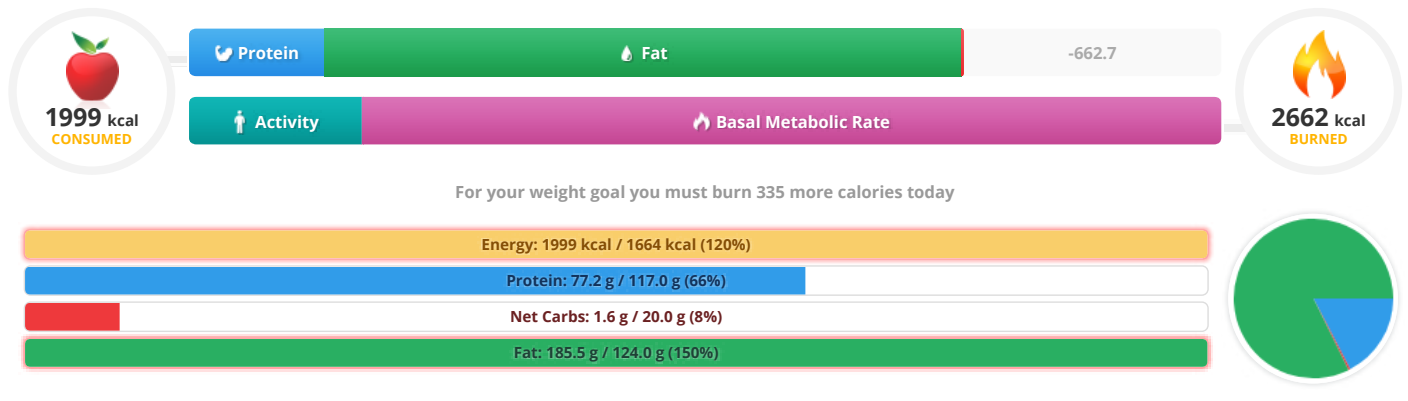 Protein
Fat
-662.7
1999 kcal
CONSUMED
Activity
Basal Metabolic Rate
2662 kcal
BURNED
For your weight goal you must burn 335 more calories today
Energy: 1999 kcal / 1664 kcal (120%)
Protein: 77.2 g / 117.0 g (66%)
Net Carbs: 1.6 g / 20.0 g (8%)
Fat: 185.5 g / 124.0 g (150%)